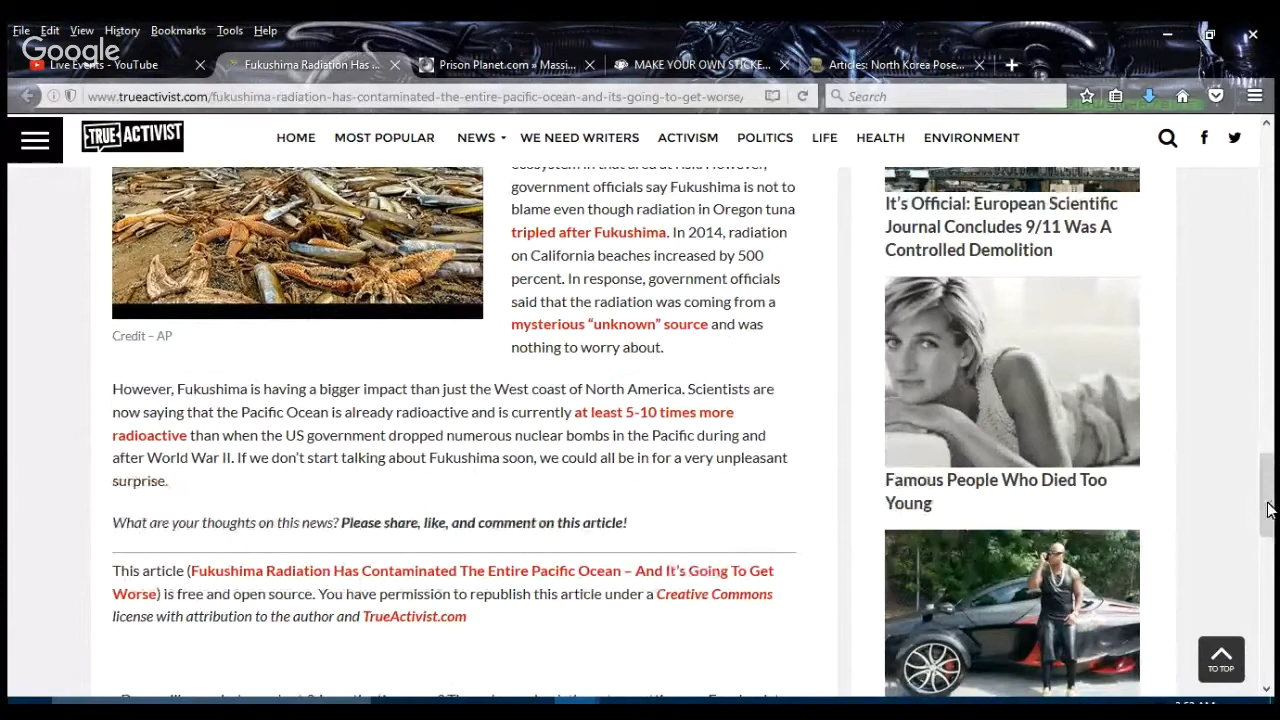 File Edit View History Bookmarks Tools Help
Google
Live Events - YouTube
Fukushima Radiation Has ...
Prison Planet.com » Massi...
MAKE YOUR OWN STICKE...
Articles: North Korea Pose...
www.trueactivist.com/fukushima-radiation-has-contaminated-the-entire-pacific-ocean-and-its-going-to-get-worse/
Search
TRUE ACTIVIST
HOME MOST POPULAR NEWS WE NEED WRITERS ACTIVISM POLITICS LIFE HEALTH ENVIRONMENT
government officials say Fukushima is not to
blame even though radiation in Oregon tuna
tripled after Fukushima. In 2014, radiation
on California beaches increased by 500
percent. In response, government officials
said that the radiation was coming from a
mysterious “unknown” source and was
nothing to worry about.
Credit – AP
However, Fukushima is having a bigger impact than just the West coast of North America. Scientists are
now saying that the Pacific Ocean is already radioactive and is currently at least 5-10 times more
radioactive than when the US government dropped numerous nuclear bombs in the Pacific during and
after World War II. If we don’t start talking about Fukushima soon, we could all be in for a very unpleasant
surprise.
What are your thoughts on this news? Please share, like, and comment on this article!
This article (Fukushima Radiation Has Contaminated The Entire Pacific Ocean – And It’s Going To Get
Worse) is free and open source. You have permission to republish this article under a Creative Commons
license with attribution to the author and TrueActivist.com
It’s Official: European Scientific
Journal Concludes 9/11 Was A
Controlled Demolition
Famous People Who Died Too
Young
TO TOP